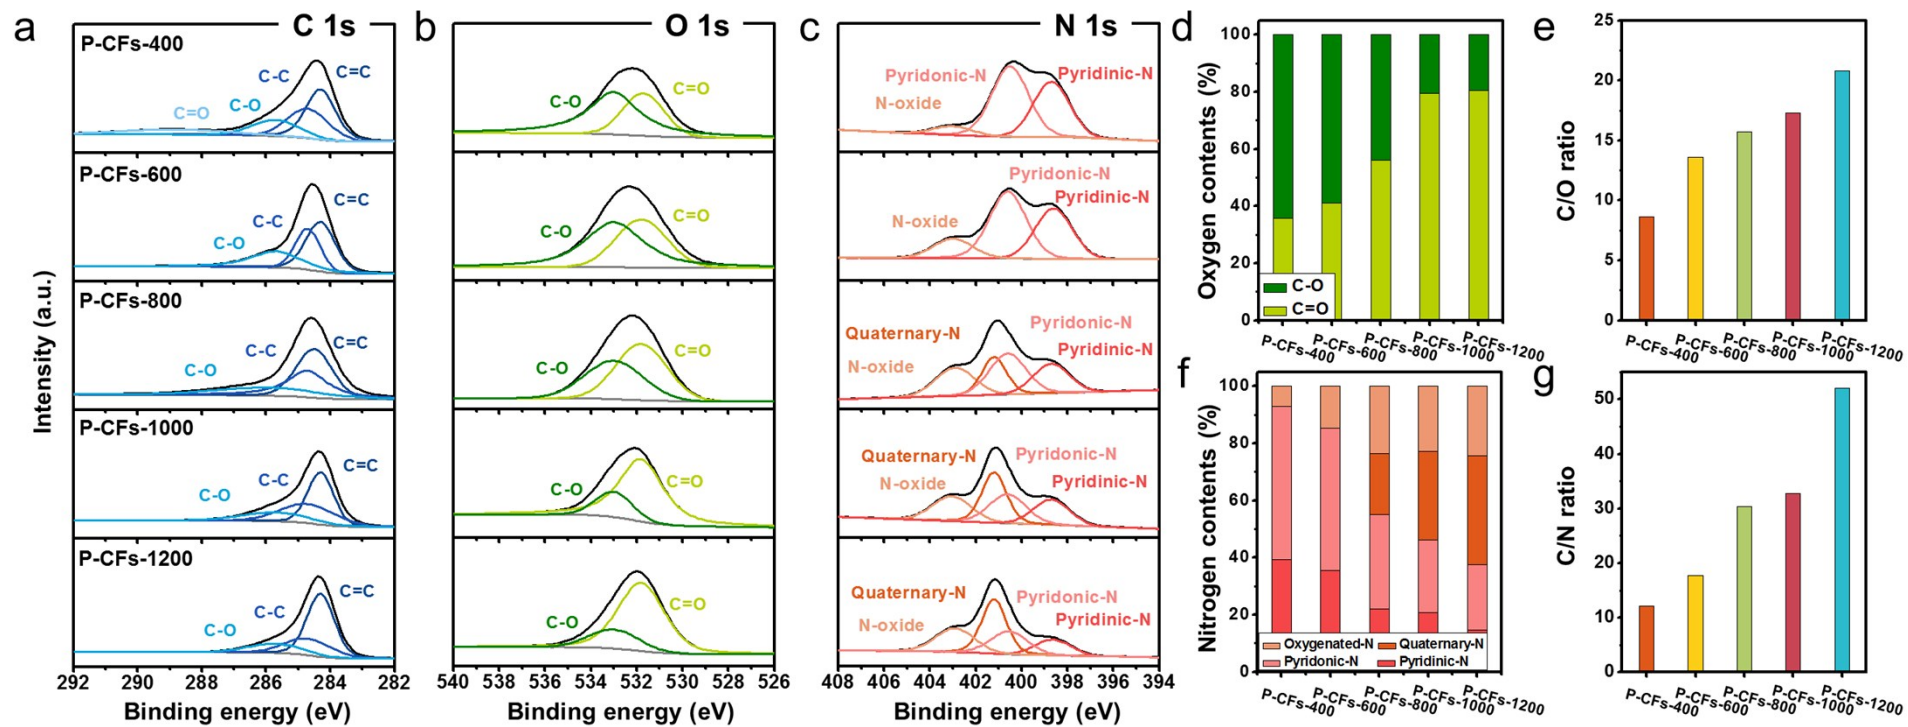 a
C 1s
P-CFs-400
C=O
C-O
C-C
C=C
P-CFs-600
C-O
C-C
C=C
P-CFs-800
C-O
C-C
C=C
P-CFs-1000
C-O
C-C
C=C
P-CFs-1200
C-O
C-C
C=C
Intensity (a.u.)
292 290 288 286 284 282
Binding energy (eV)
b
O 1s
C-O
C=O
C-O
C=O
C-O
C=O
C-O
C=O
C-O
C=O
540 538 536 534 532 530 528 526
Binding energy (eV)
c
N 1s
Pyridonic-N
Pyridinic-N
N-oxide
Pyridonic-N
Pyridinic-N
N-oxide
Quaternary-N
Pyridonic-N
N-oxide
Pyridinic-N
Quaternary-N
Pyridonic-N
N-oxide
Pyridinic-N
Quaternary-N
Pyridonic-N
N-oxide
Pyridinic-N
408 406 404 402 400 398 396 394
Binding energy (eV)
d
Oxygen contents (%)
100
80
60
40
20
0
C-O
C=O
P-CFs-400 P-CFs-600 P-CFs-800 P-CFs-1000 P-CFs-1200
e
C/O ratio
25
20
15
10
5
0
P-CFs-400 P-CFs-600 P-CFs-800 P-CFs-1000 P-CFs-1200
f
Nitrogen contents (%)
100
80
60
40
20
0
Oxygenated-N Quaternary-N
Pyridonic-N Pyridinic-N
P-CFs-400 P-CFs-600 P-CFs-800 P-CFs-1000 P-CFs-1200
g
C/N ratio
50
40
30
20
10
0
P-CFs-400 P-CFs-600 P-CFs-800 P-CFs-1000 P-CFs-1200